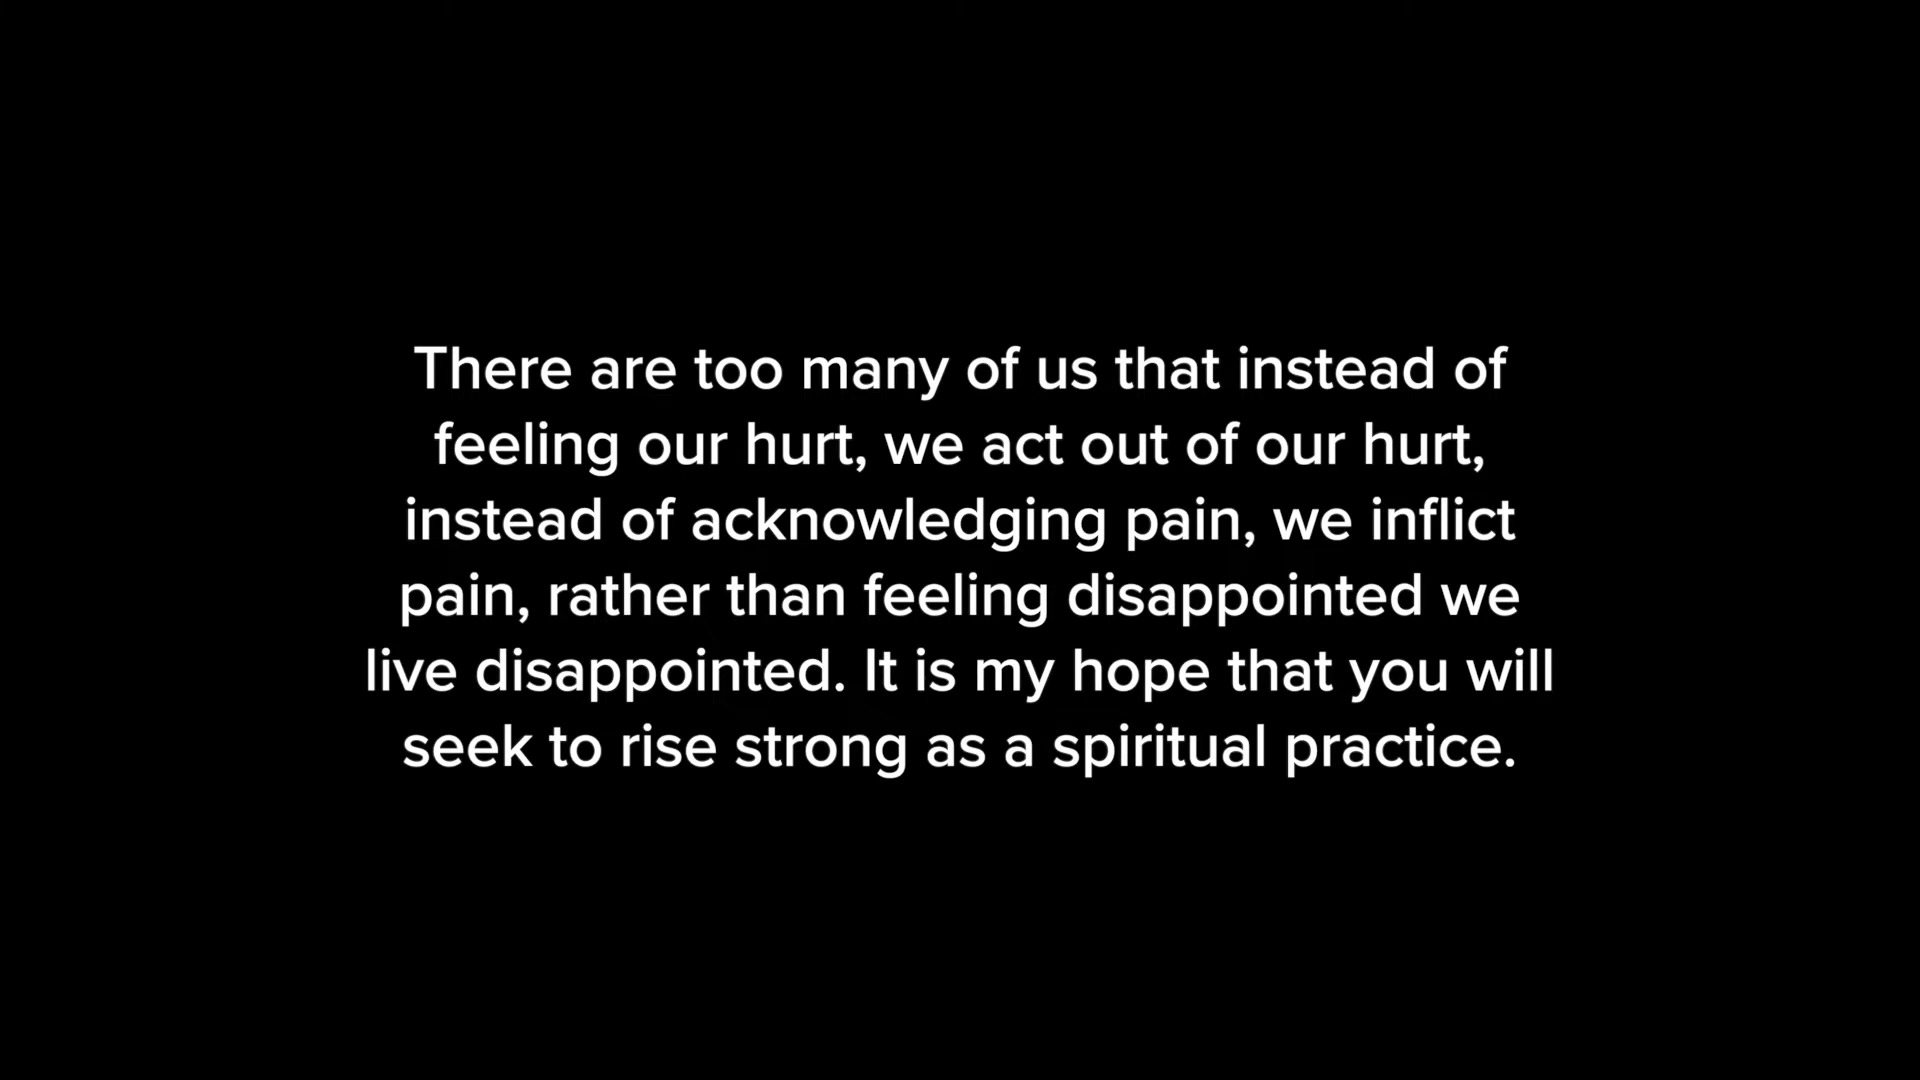 There are too many of us that instead of
feeling our hurt, we act out of our hurt,
instead of acknowledging pain, we inflict
pain, rather than feeling disappointed we
live disappointed. It is my hope that you will
seek to rise strong as a spiritual practice.